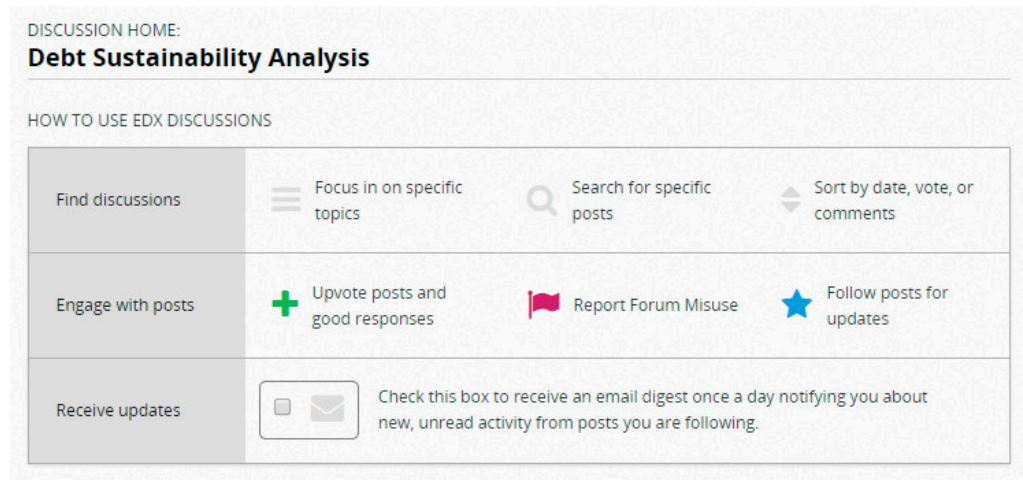 DISCUSSION HOME:
Debt Sustainability Analysis
HOW TO USE EDX DISCUSSIONS
Find discussions
Focus in on specific
topics
Search for specific
posts
Sort by date, vote, or
comments
Engage with posts
Upvote posts and
good responses
Report Forum Misuse
Follow posts for
updates
Receive updates
Check this box to receive an email digest once a day notifying you about
new, unread activity from posts you are following.